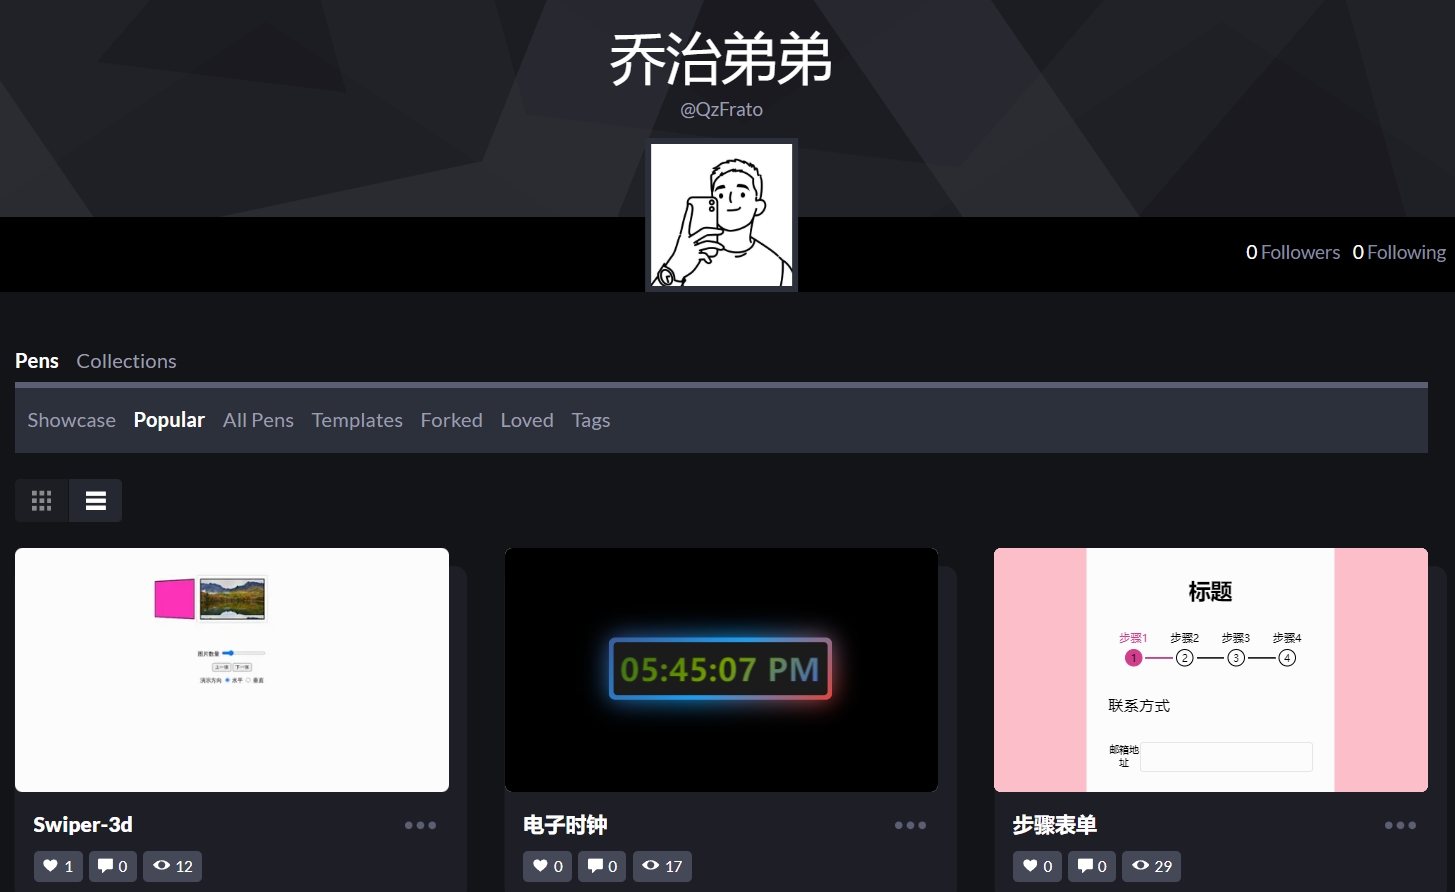 乔治弟弟
@QzFrato
0 Followers 0 Following
Pens Collections
Showcase Popular All Pens Templates Forked Loved Tags
图片数量
上一张 下一张
演示方向 水平 垂直
05:45:07 PM
标题
步骤1 步骤2 步骤3 步骤4
1 2 3 4
联系方式
邮箱地
址
Swiper-3d
电子时钟
步骤表单
1 0 12
0 0 17
0 0 29